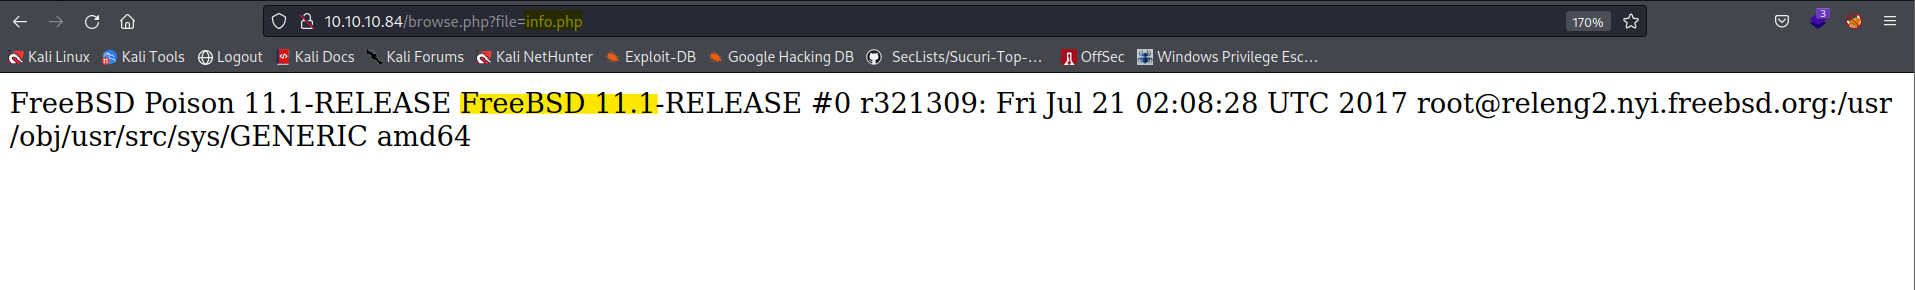 10.10.10.84/browse.php?file=info.php
170%
3
Kali Linux Kali Tools Logout Kali Docs Kali Forums Kali NetHunter Exploit-DB Google Hacking DB SecLists/Sucuri-Top-... OffSec Windows Privilege Esc...
FreeBSD Poison 11.1-RELEASE FreeBSD 11.1-RELEASE #0 r321309: Fri Jul 21 02:08:28 UTC 2017 root@releng2.nyi.freebsd.org:/usr
/obj/usr/src/sys/GENERIC amd64